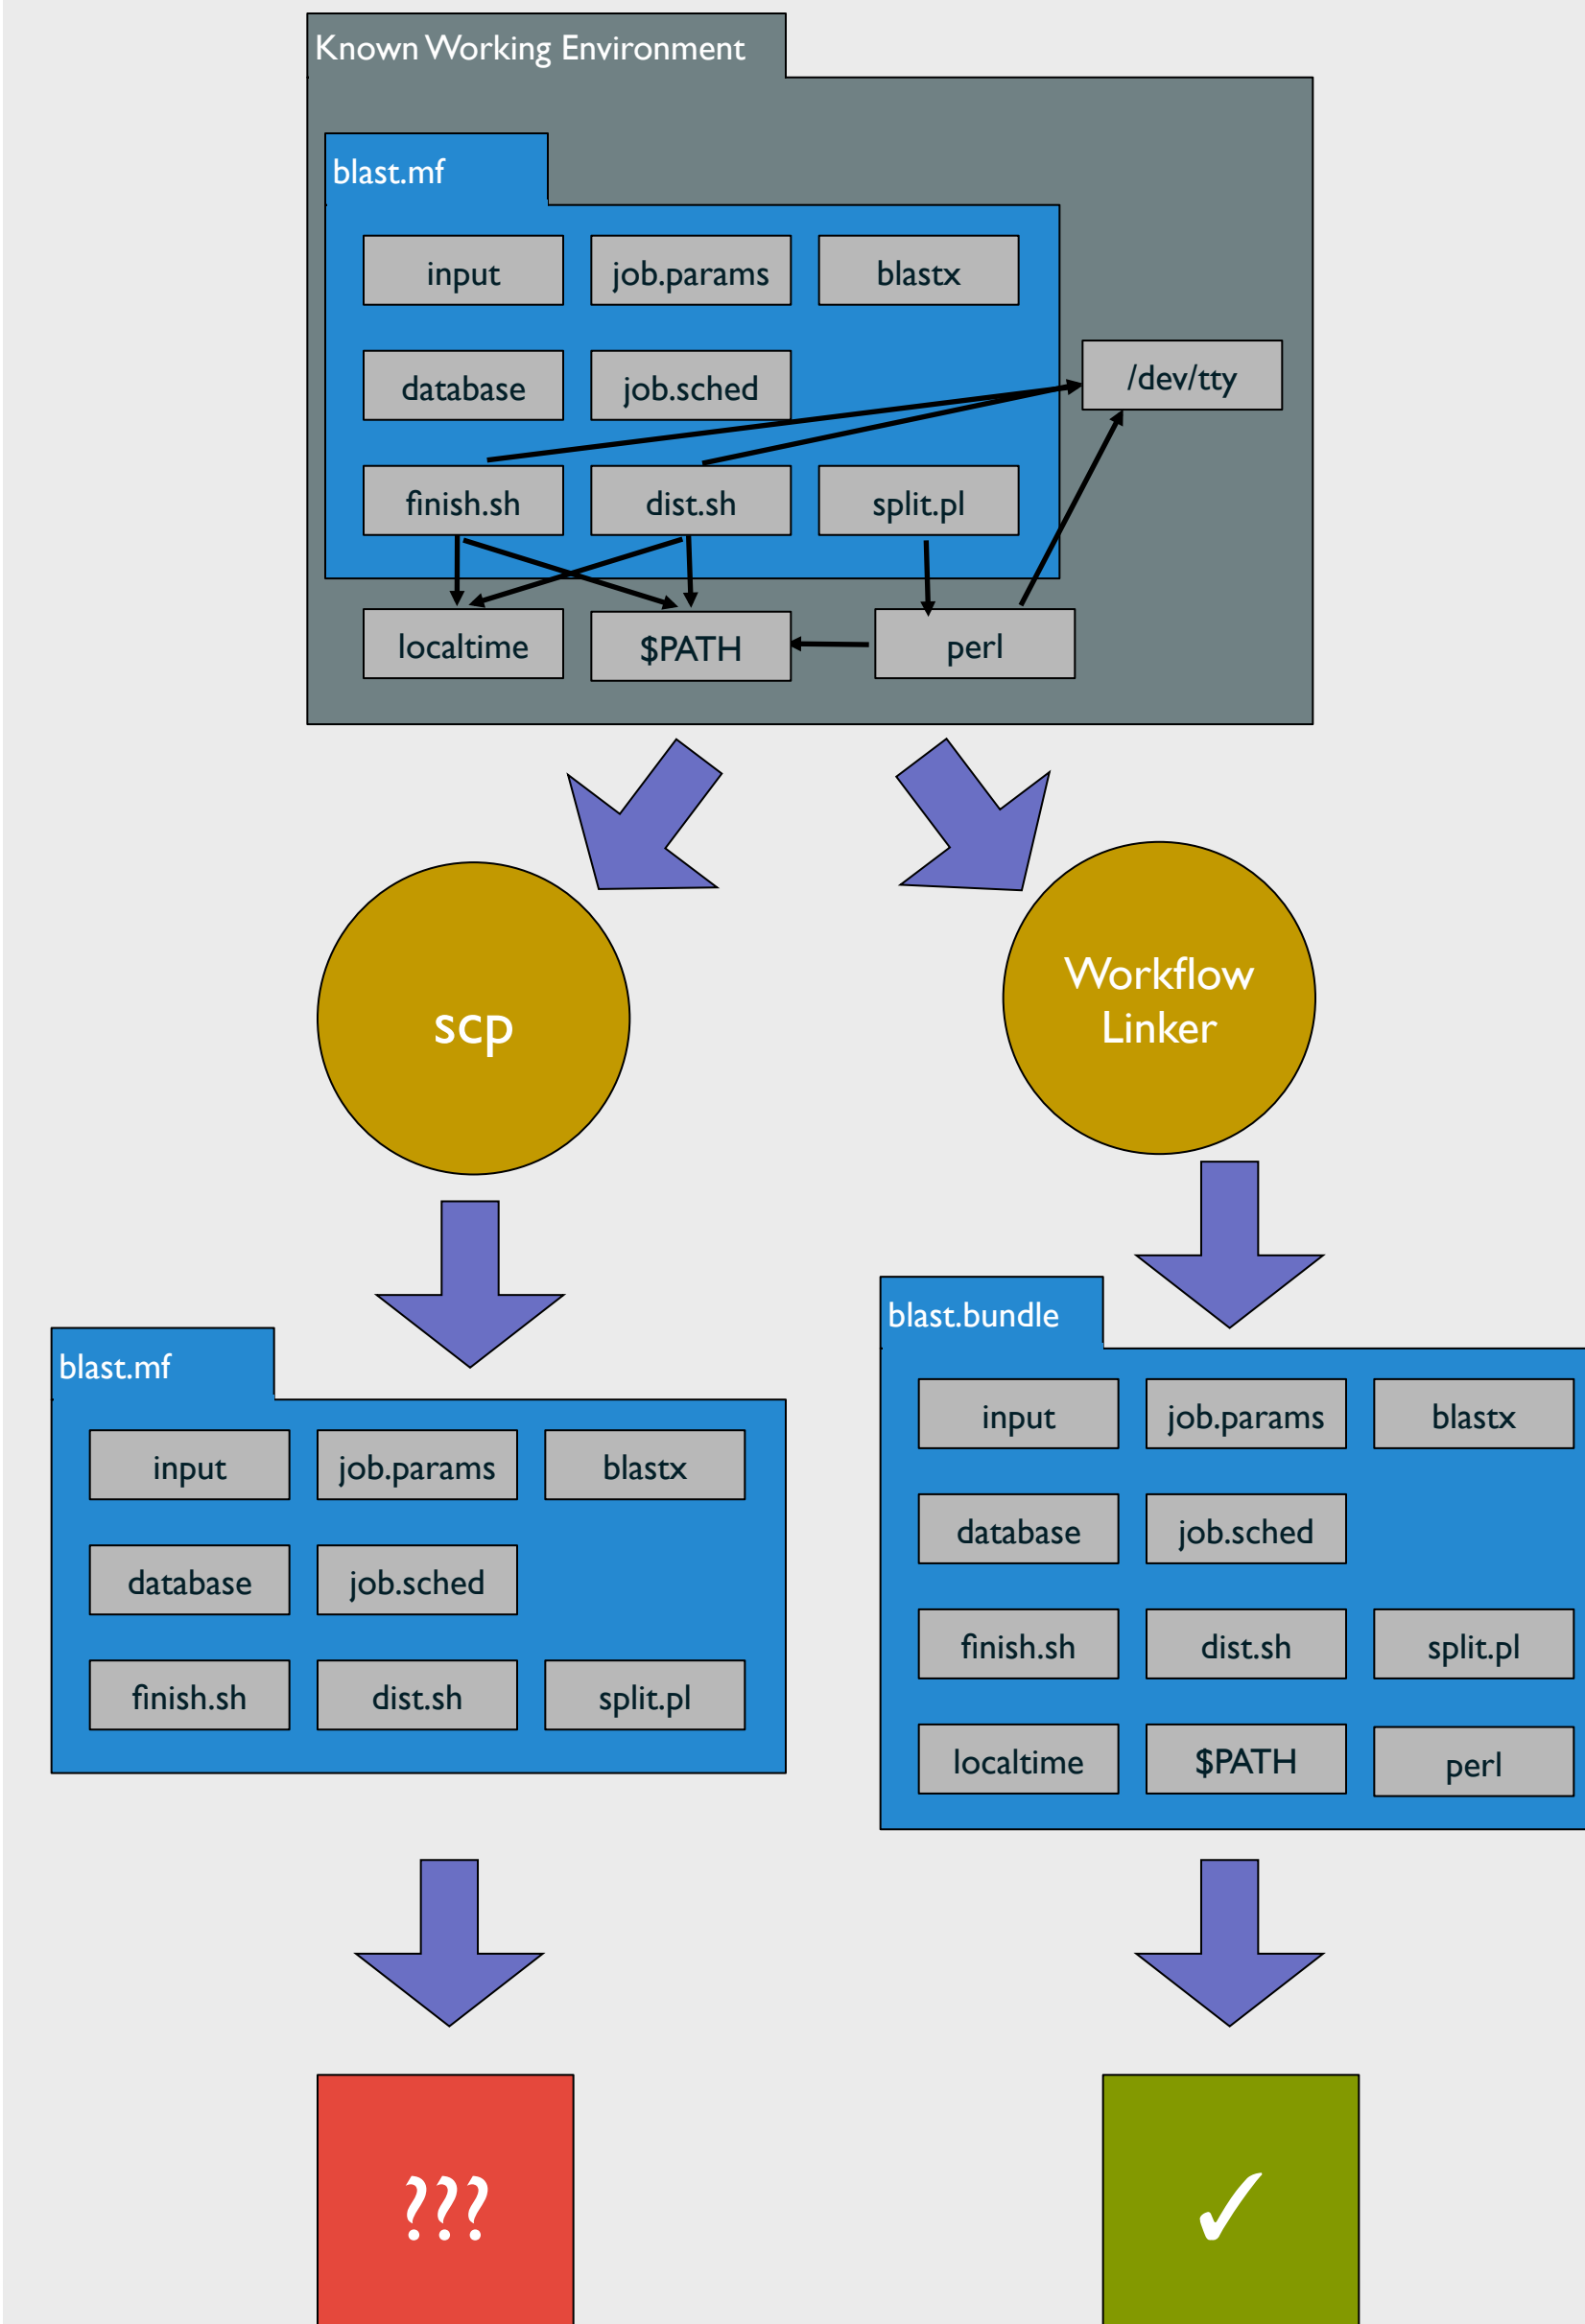 Known Working Environment
blast.mf
input job.params blastx
database job.sched /dev/tty
finish.sh dist.sh split.pl
localtime $PATH perl
scp
Workflow
Linker
blast.mf
input job.params blastx
database job.sched
finish.sh dist.sh split.pl
blast.bundle
input job.params blastx
database job.sched
finish.sh dist.sh split.pl
localtime $PATH perl
???
✓